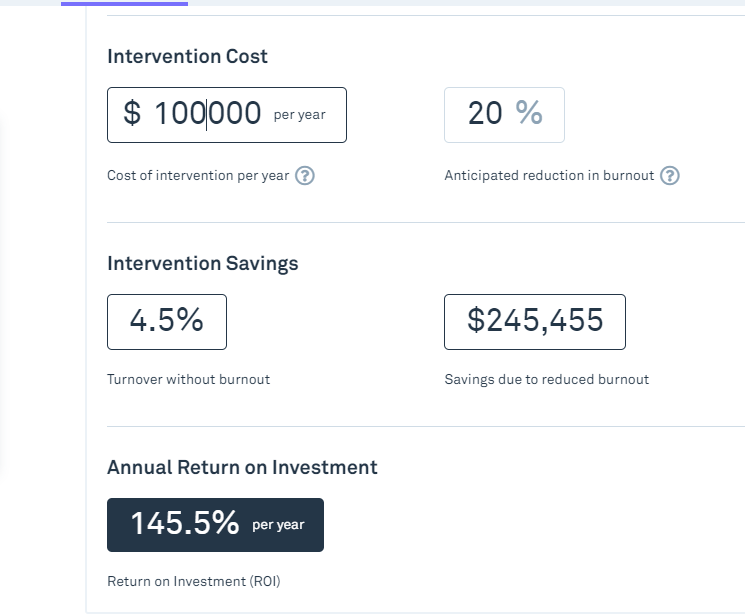 Intervention Cost
$ 100000 per year
20 %
Cost of intervention per year ?
Anticipated reduction in burnout ?
Intervention Savings
4.5%
$245,455
Turnover without burnout
Savings due to reduced burnout
Annual Return on Investment
145.5% per year
Return on Investment (ROI)